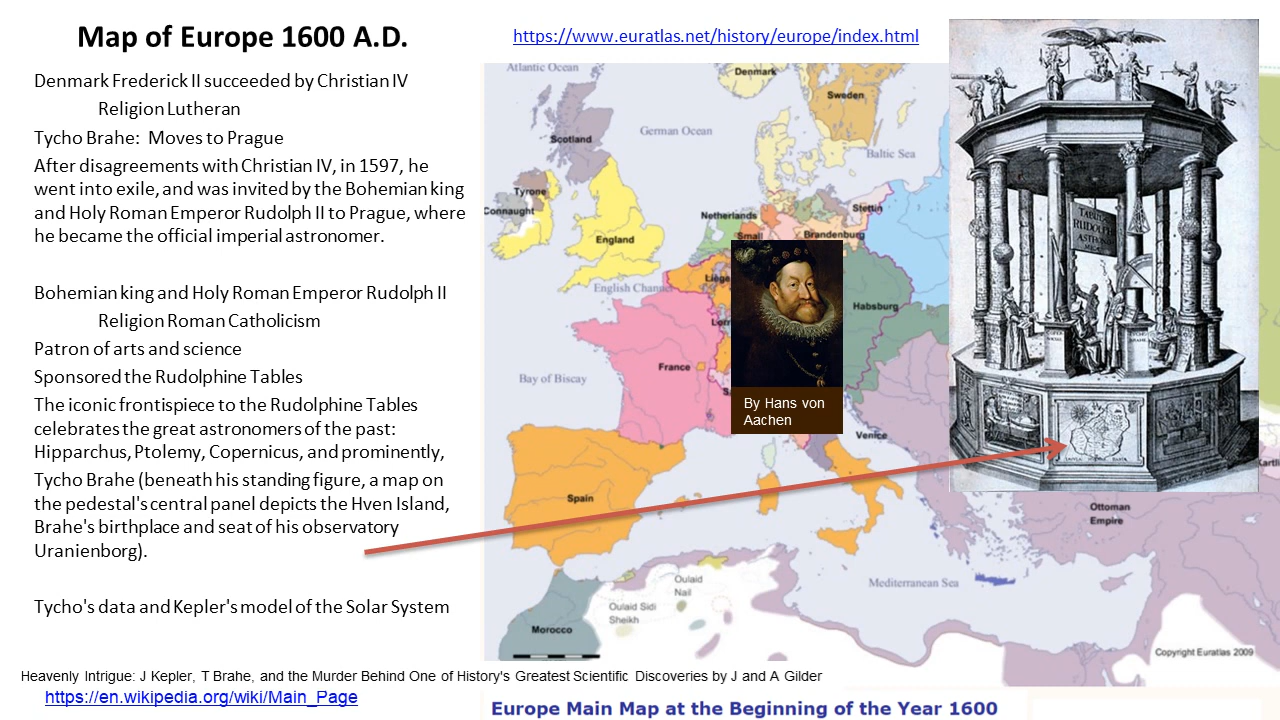 Map of Europe 1600 A.D.
https://www.euratlas.net/history/europe/index.html
Denmark Frederick II succeeded by Christian IV
Religion Lutheran
Tycho Brahe: Moves to Prague
After disagreements with Christian IV, in 1597, he
went into exile, and was invited by the Bohemian king
and Holy Roman Emperor Rudolph II to Prague, where
he became the official imperial astronomer.
Bohemian king and Holy Roman Emperor Rudolph II
Religion Roman Catholicism
Patron of arts and science
Sponsored the Rudolphine Tables
The iconic frontispiece to the Rudolphine Tables
celebrates the great astronomers of the past:
Hipparchus, Ptolemy, Copernicus, and prominently,
Tycho Brahe (beneath his standing figure, a map on
the pedestal's central panel depicts the Hven Island,
Brahe's birthplace and seat of his observatory
Uranienborg).
Tycho's data and Kepler's model of the Solar System
Atlantic Ocean
Denmark
Sweden
Scotland
German Ocean
Baltic Sea
Tyrone
Connaught
Stettin
Netherlands
England
Small
Brandenburg
Liège
English Channel
Habsburg
Lorr
France
Bay of Biscay
By Hans von
Aachen
Venice
Spain
Ottoman
Empire
Oulaid
Nail
Mediterranean Sea
Oulaid Sidi
Sheikh
Morocco
Copyright Euratlas 2009
TYCHO
BRAHE
Heavenly Intrigue: J Kepler, T Brahe, and the Murder Behind One of History's Greatest Scientific Discoveries by J and A Gilder
https://en.wikipedia.org/wiki/Main_Page
Europe Main Map at the Beginning of the Year 1600